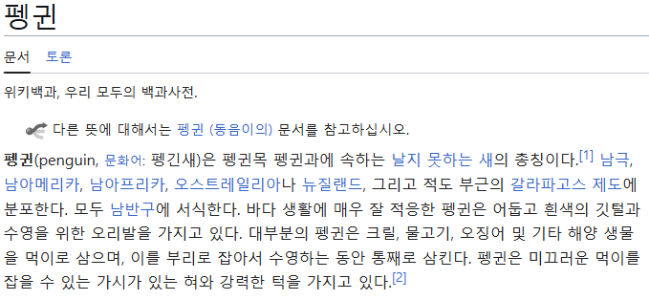 펭귄
문서 토론
위키백과, 우리 모두의 백과사전.
다른 뜻에 대해서는 펭귄 (동음이의) 문서를 참고하십시오.
펭귄(penguin, 문화어: 펭긴새)은 펭귄목 펭귄과에 속하는 날지 못하는 새의 총칭이다.[1] 남극,
남아메리카, 남아프리카, 오스트레일리아나 뉴질랜드, 그리고 적도 부근의 갈라파고스 제도에
분포한다. 모두 남반구에 서식한다. 바다 생활에 매우 잘 적응한 펭귄은 어둡고 흰색의 깃털과
수영을 위한 오리발을 가지고 있다. 대부분의 펭귄은 크릴, 물고기, 오징어 및 기타 해양 생물
을 먹이로 삼으며, 이를 부리로 잡아서 수영하는 동안 통째로 삼킨다. 펭귄은 미끄러운 먹이를
잡을 수 있는 가시가 있는 혀와 강력한 턱을 가지고 있다.[2]